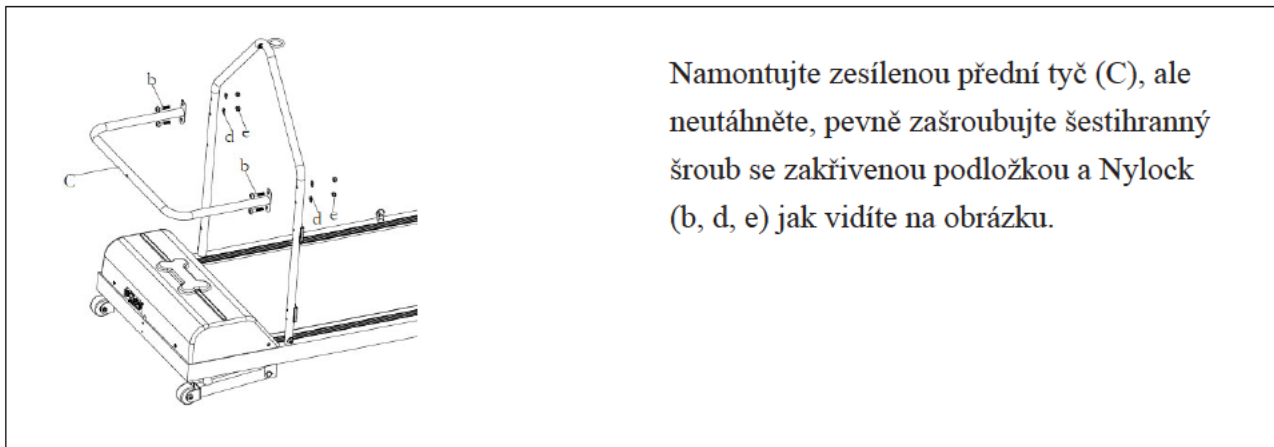 b
d
e
C
b
d
e
Namontujte zesílenou přední tyč (C), ale
neutáhněte, pevně zašroubujte šestihranný
šroub se zakřivenou podložkou a Nylock
(b, d, e) jak vidíte na obrázku.